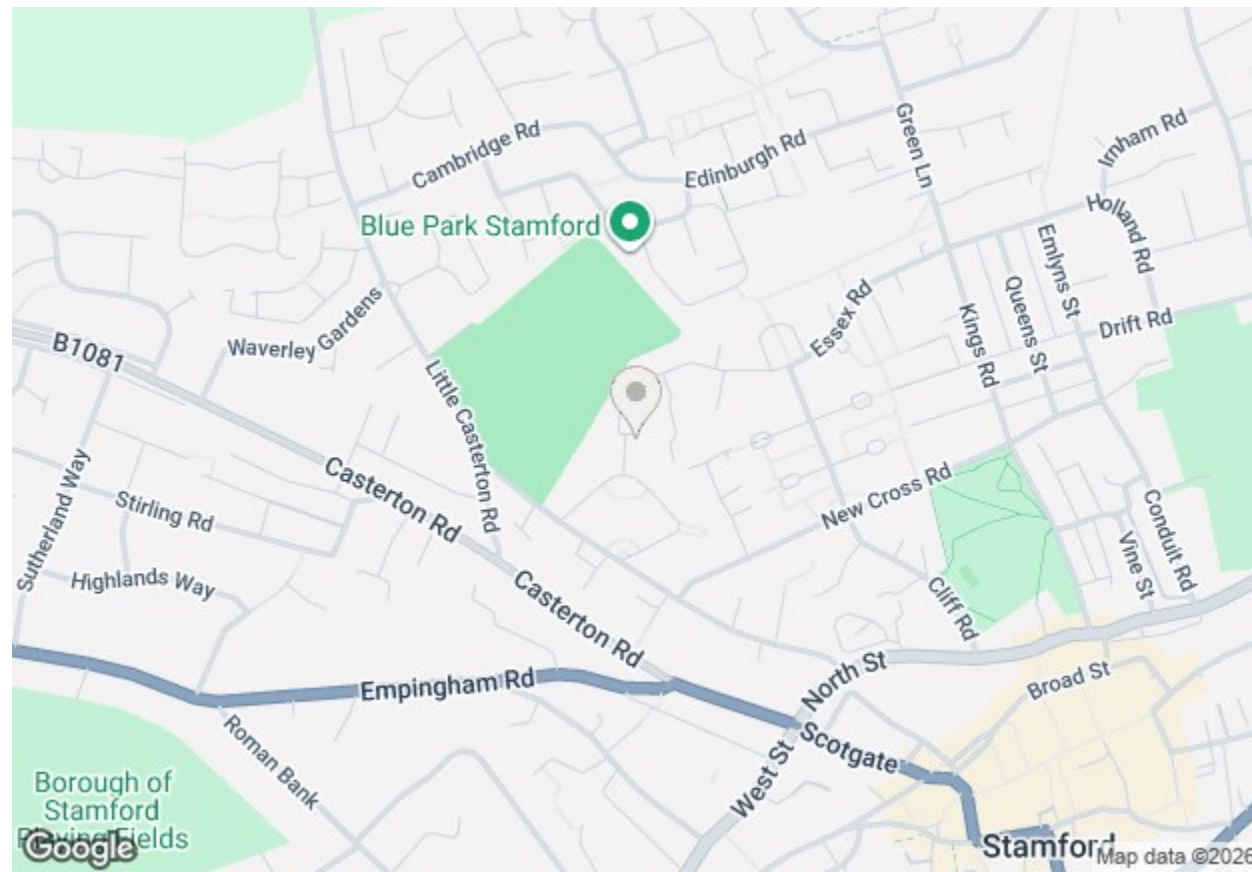 Cambridge Rd
Edinburgh Rd
Green Ln
Irnham Rd
Blue Park Stamford
Holland Rd
Emlyns St
Queens St
Essex Rd
Kings Rd
Drift Rd
Waverley Gardens
B1081
Little Casterton Rd
Casterton Rd
Sutherland Way
Stirling Rd
New Cross Rd
Conduit Rd
Vine St
Highlands Way
Casterton Rd
Cliff Rd
North St
Broad St
Empingham Rd
Roman Bank
West St
Scotgate
Borough of
Stamford
Playing Fields
Google
Stamford
Map data ©2026